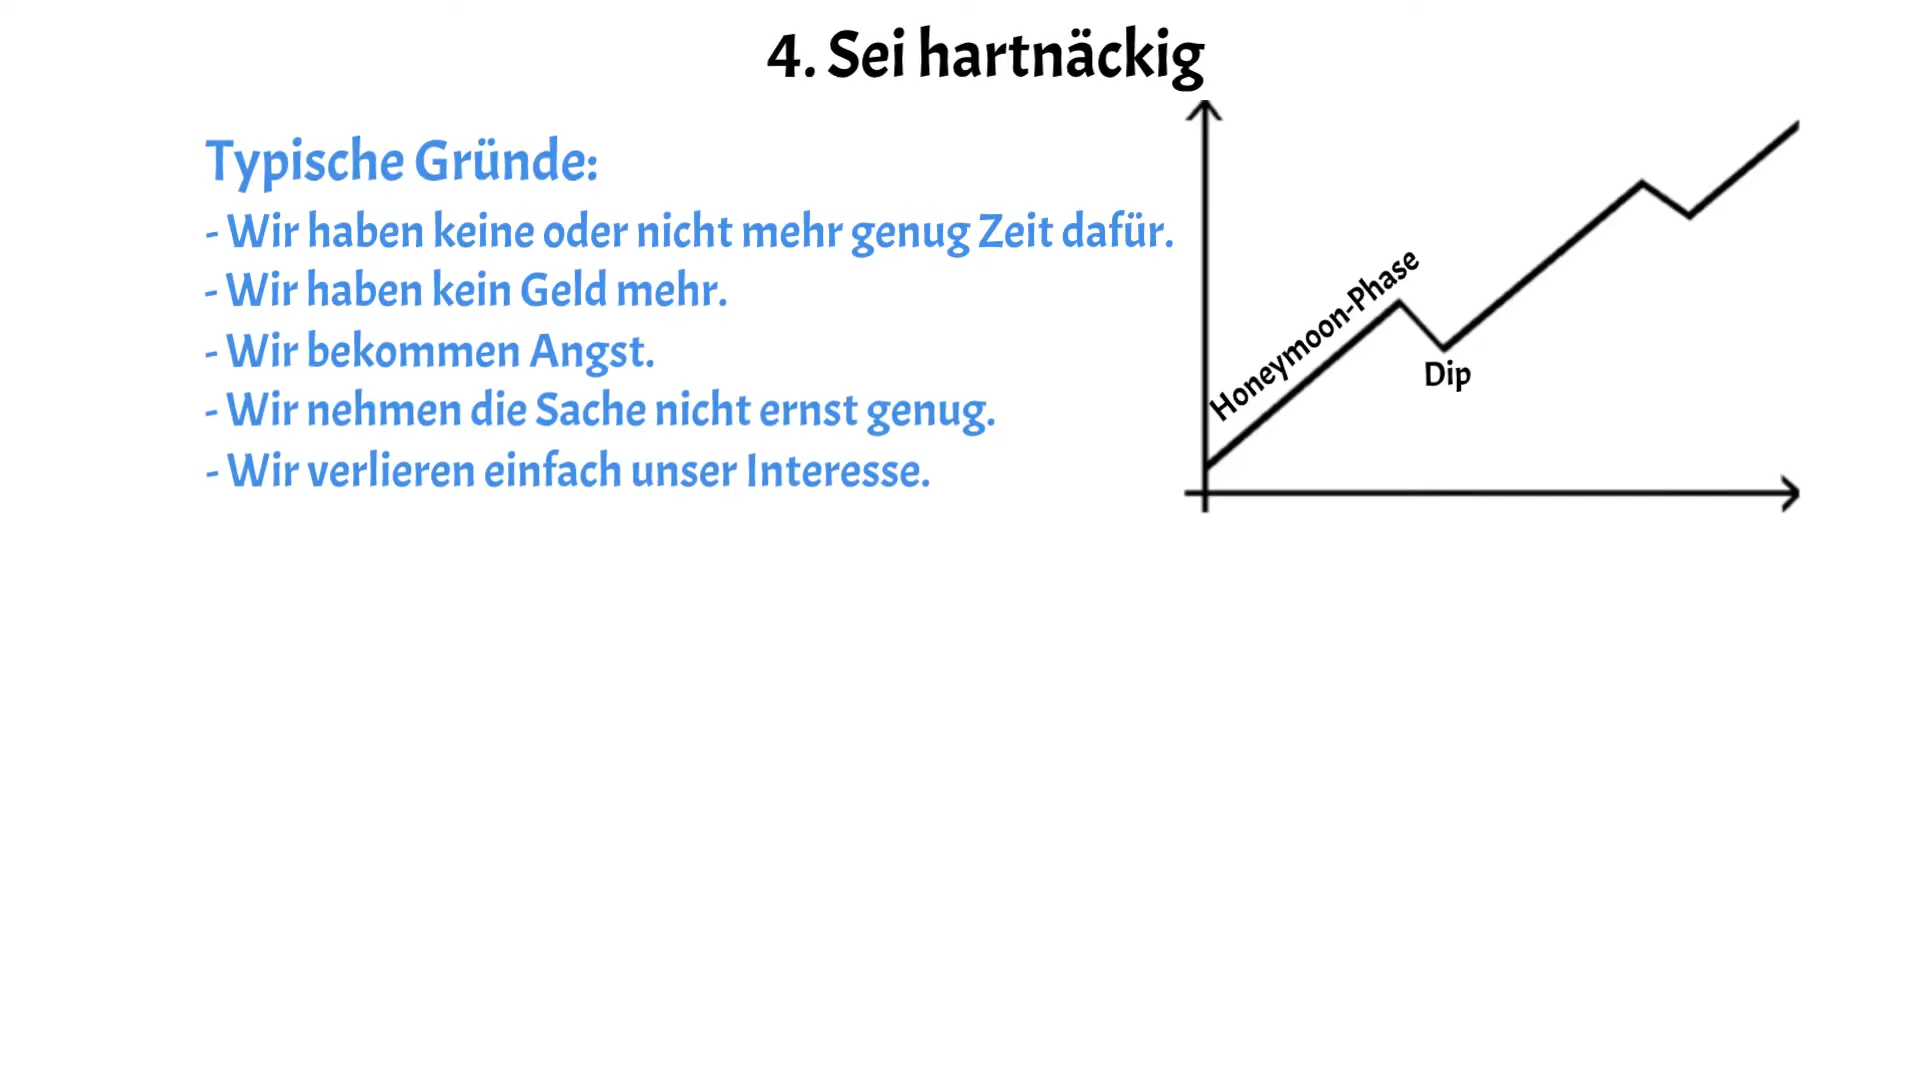 4. Sei hartnäckig
Typische Gründe:
- Wir haben keine oder nicht mehr genug Zeit dafür.
- Wir haben kein Geld mehr.
- Wir bekommen Angst.
- Wir nehmen die Sache nicht ernst genug.
- Wir verlieren einfach unser Interesse.
Honeymoon-Phase
Dip